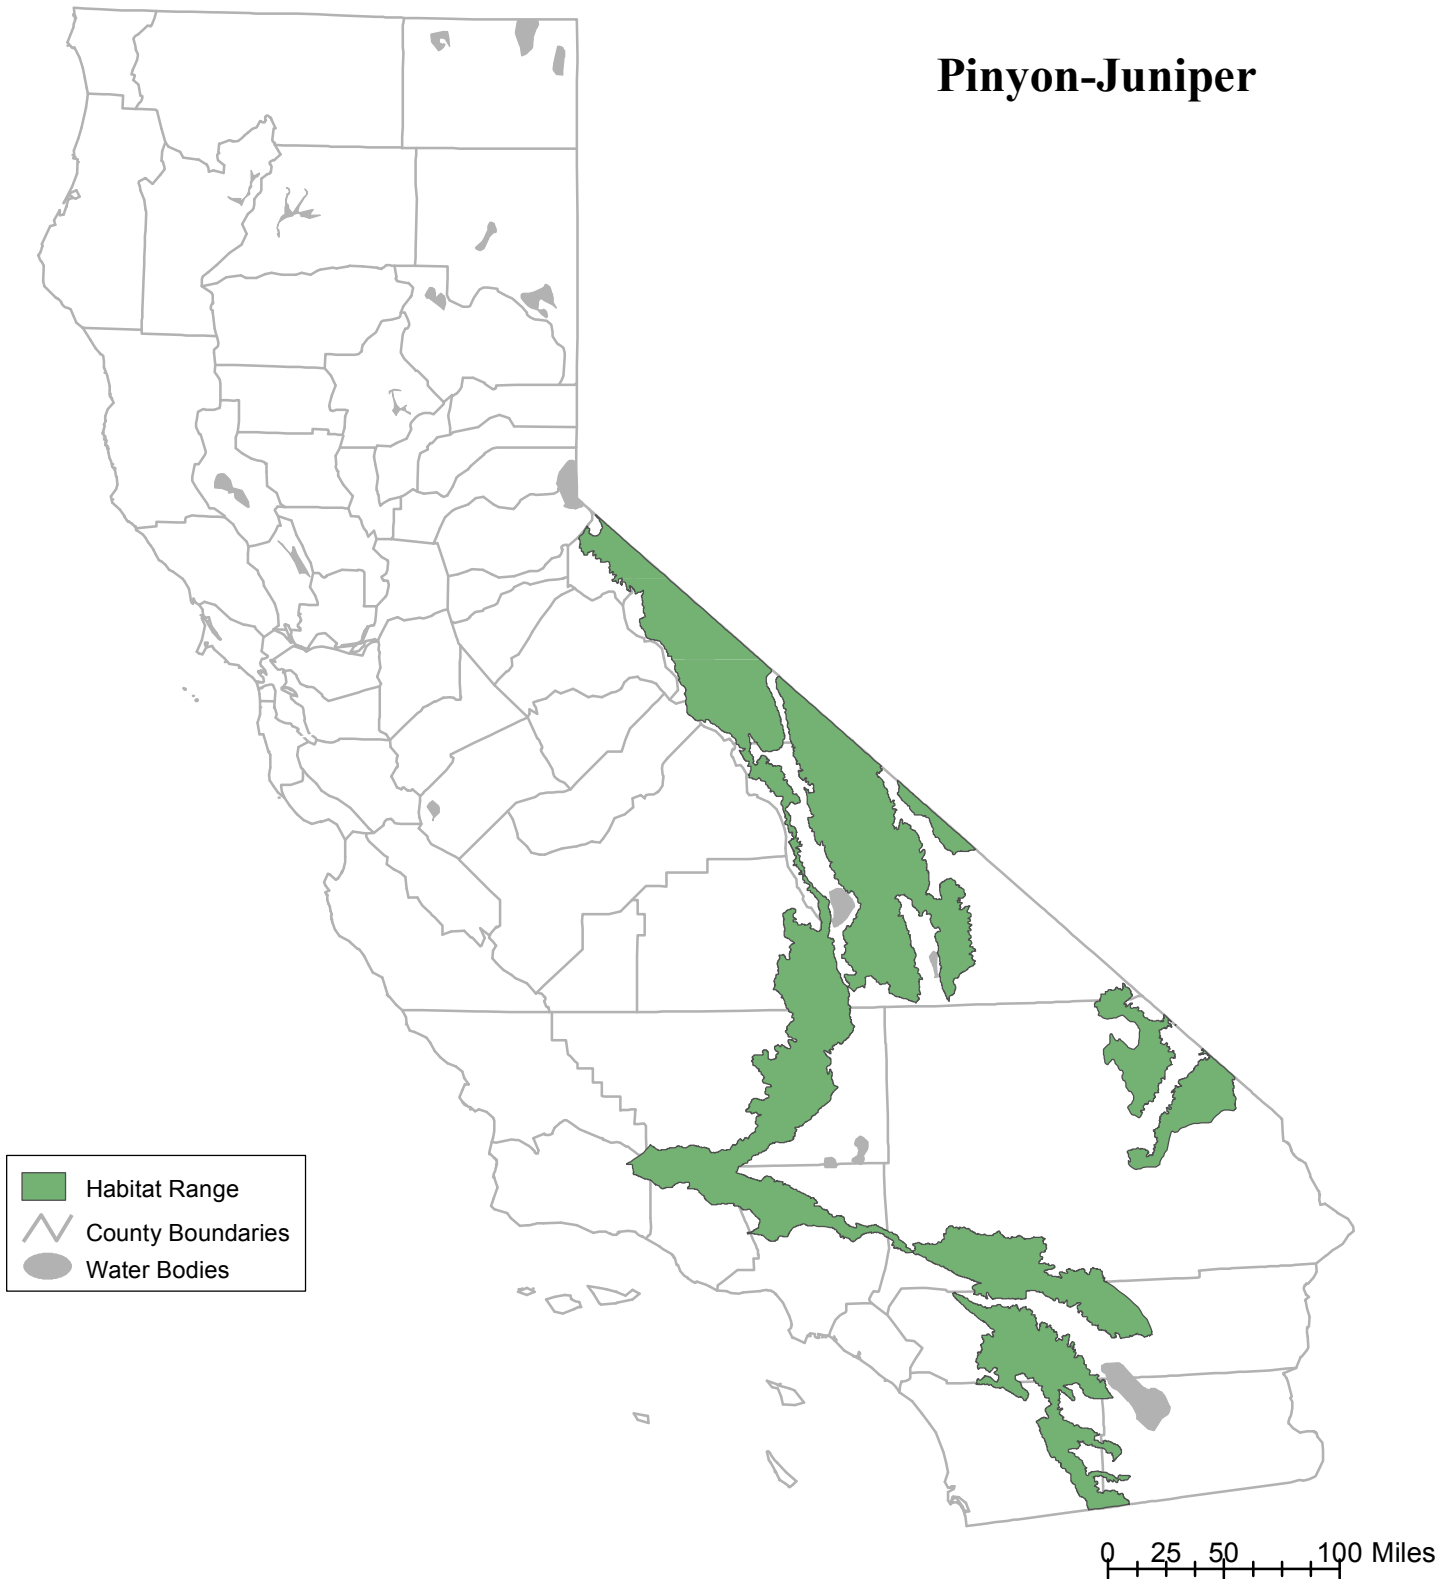 Pinyon-Juniper
Habitat Range
County Boundaries
Water Bodies
0 25 50 100 Miles